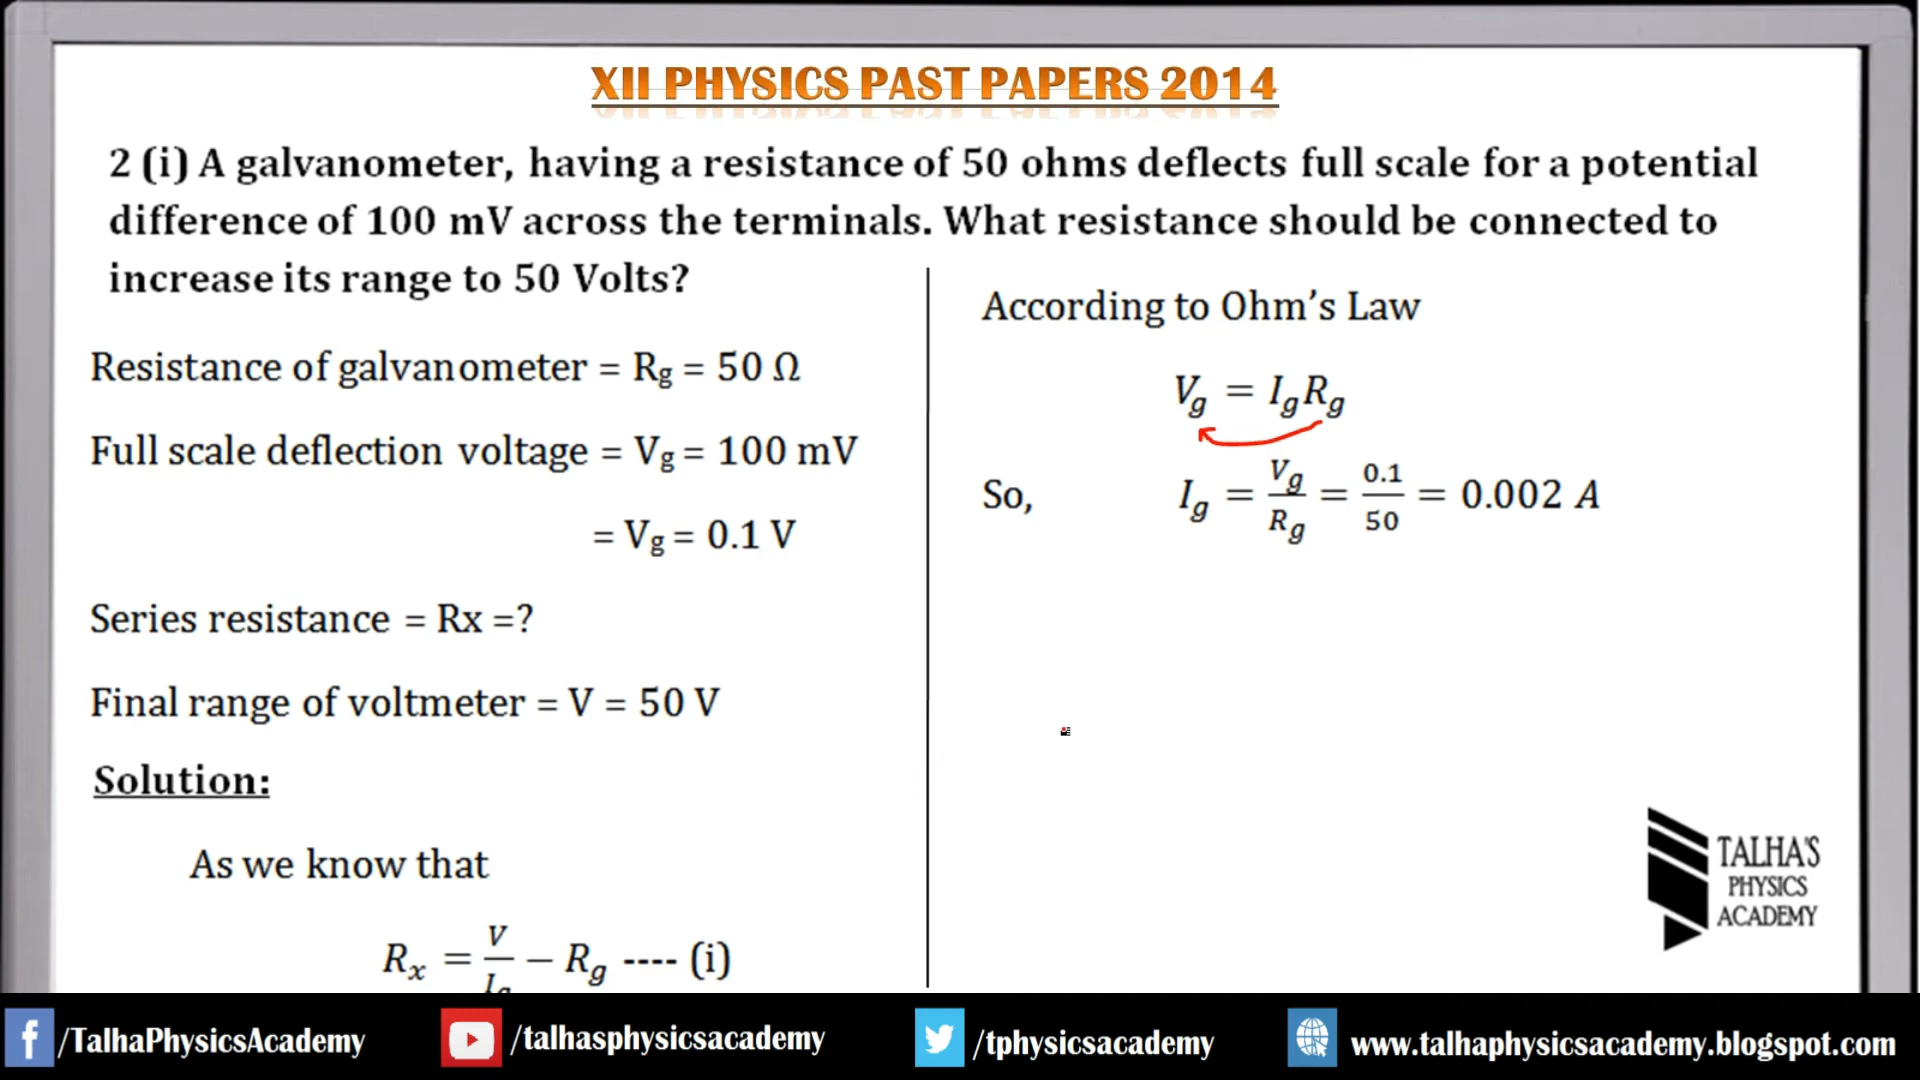 XII PHYSICS PAST PAPERS 2014
2 (i) A galvanometer, having a resistance of 50 ohms deflects full scale for a potential
difference of 100 mV across the terminals. What resistance should be connected to
increase its range to 50 Volts?
Resistance of galvanometer = Rg = 50 Ω
Full scale deflection voltage = Vg = 100 mV
= Vg = 0.1 V
Series resistance = Rx =?
Final range of voltmeter = V = 50 V
Solution:
As we know that
Rₓ = V/Ig − Rg ---- (i)
According to Ohm’s Law
Vg = IgRg
So, Ig = Vg/Rg = 0.1/50 = 0.002 A
TALHA'S
PHYSICS
ACADEMY
/TalhaPhysicsAcademy
/talhasphysicsacademy
/tphysicsacademy
www.talhaphysicsacademy.blogspot.com